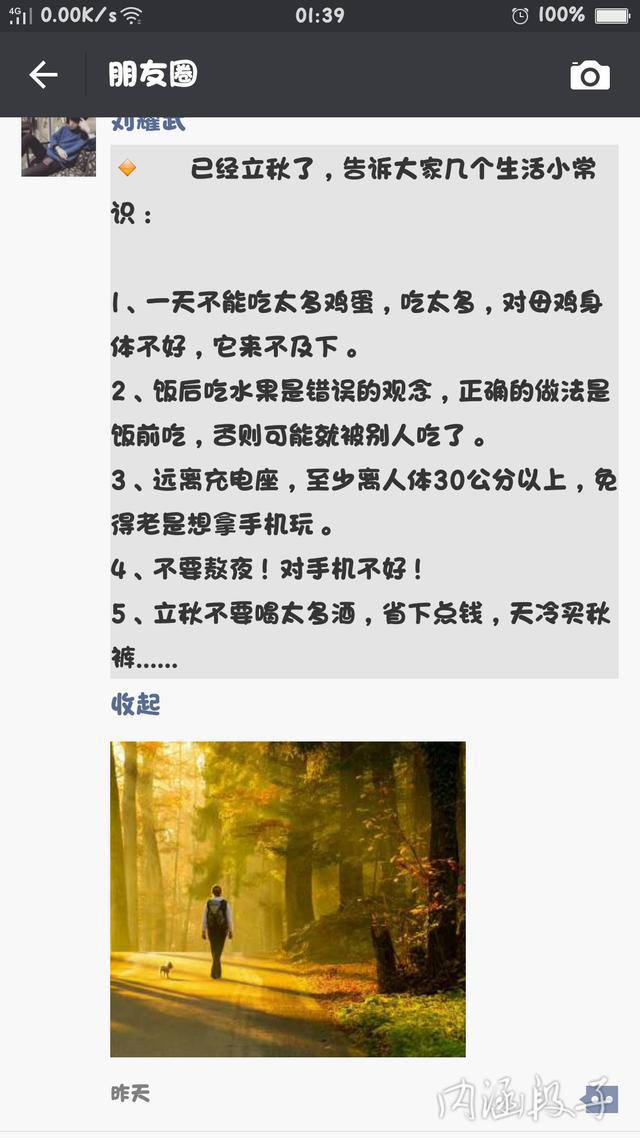 4G 0.00K/s 01:39 100%
朋友圈
刘耀武
已经立秋了，告诉大家几个生活小常
识：
1、一天不能吃太多鸡蛋，吃太多，对母鸡身
体不好，它来不及下。
2、饭后吃水果是错误的观念，正确的做法是
饭前吃，否则可能就被别人吃了。
3、远离充电座，至少离人体30公分以上，免
得老是想拿手机玩。
4、不要熬夜！对手机不好！
5、立秋不要喝太多酒，省下点钱，天冷买秋
裤......
收起
昨天
内涵段子